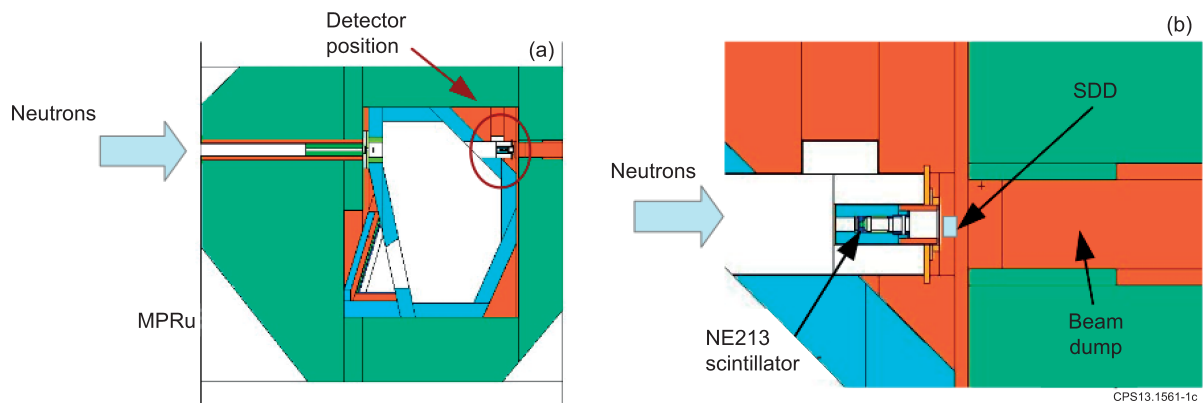 Detector
position
(a)
Neutrons
MPRu
(b)
SDD
Neutrons
NE213
scintillator
Beam
dump
CPS13.1561-1c